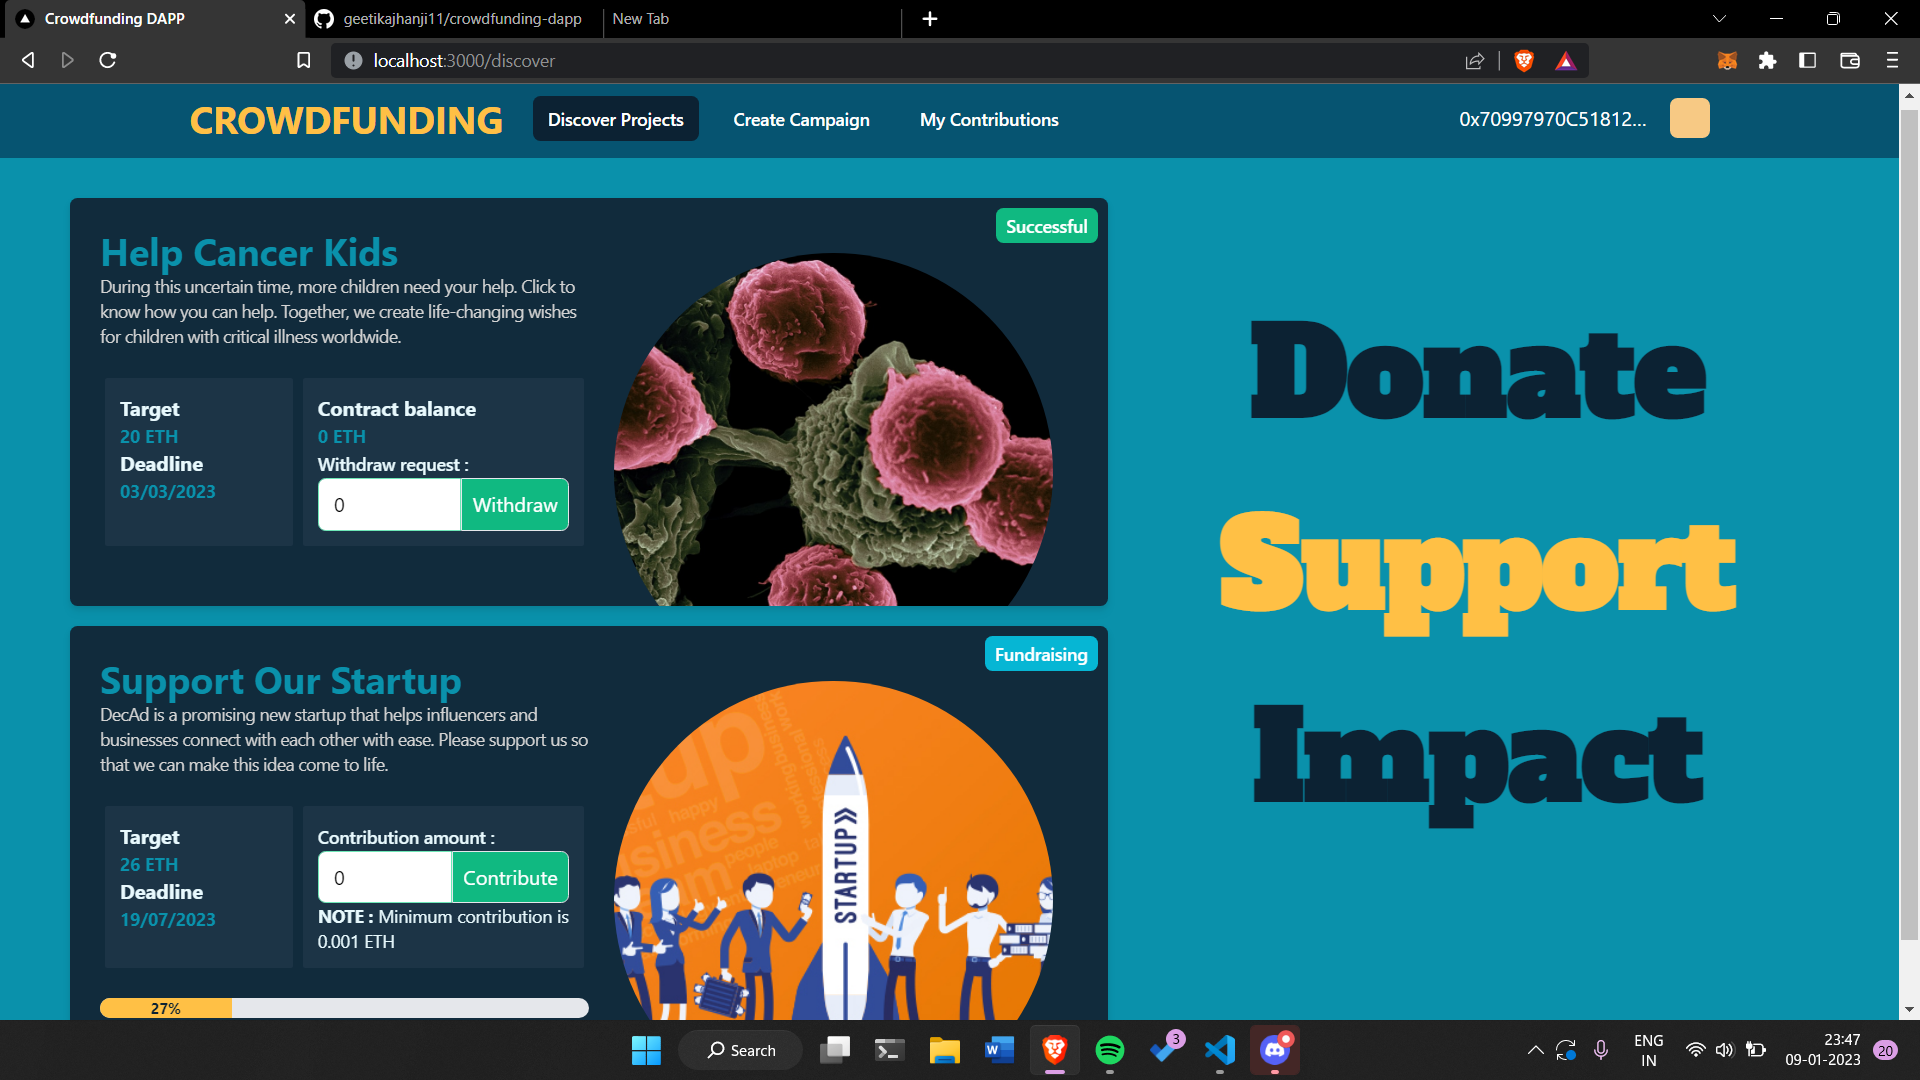 Crowdfunding DAPP
geetikajhanji11/crowdfunding-dapp
New Tab
localhost:3000/discover
CROWDFUNDING
Discover Projects
Create Campaign
My Contributions
0x70997970C51812...
Successful
Help Cancer Kids
During this uncertain time, more children need your help. Click to
know how you can help. Together, we create life-changing wishes
for children with critical illness worldwide.
Target
20 ETH
Deadline
03/03/2023
Contract balance
0 ETH
Withdraw request :
0
Withdraw
Donate
Support
Impact
Fundraising
Support Our Startup
DecAd is a promising new startup that helps influencers and
businesses connect with each other with ease. Please support us so
that we can make this idea come to life.
Target
26 ETH
Deadline
19/07/2023
Contribution amount :
0
Contribute
NOTE : Minimum contribution is
0.001 ETH
27%
happy
people
laptop
STARTUP
Search
W
3
ENG
IN
23:47
09-01-2023
20